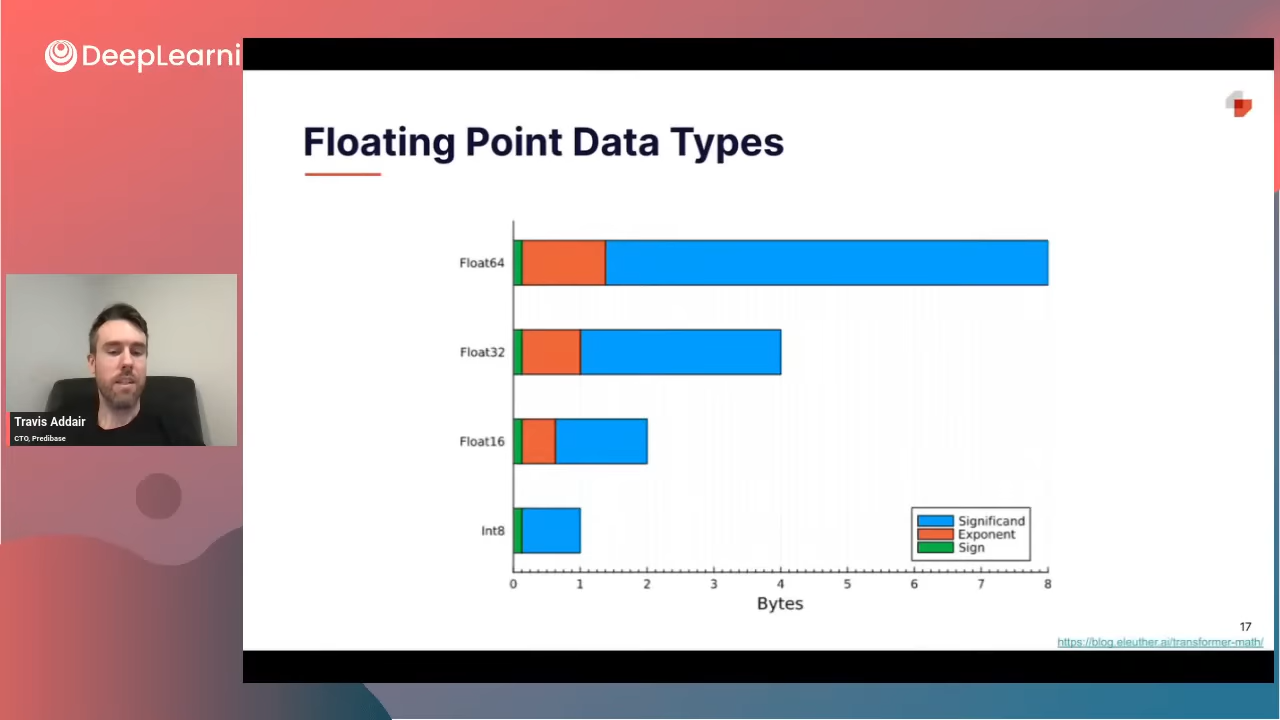 DeepLearni
Floating Point Data Types
Float64
Float32
Float16
Int8
Significand
Exponent
Sign
0 1 2 3 4 5 6 7 8
Bytes
Travis Addair
CTO, Predibase
17
https://blog.eleuther.ai/transformer-math/